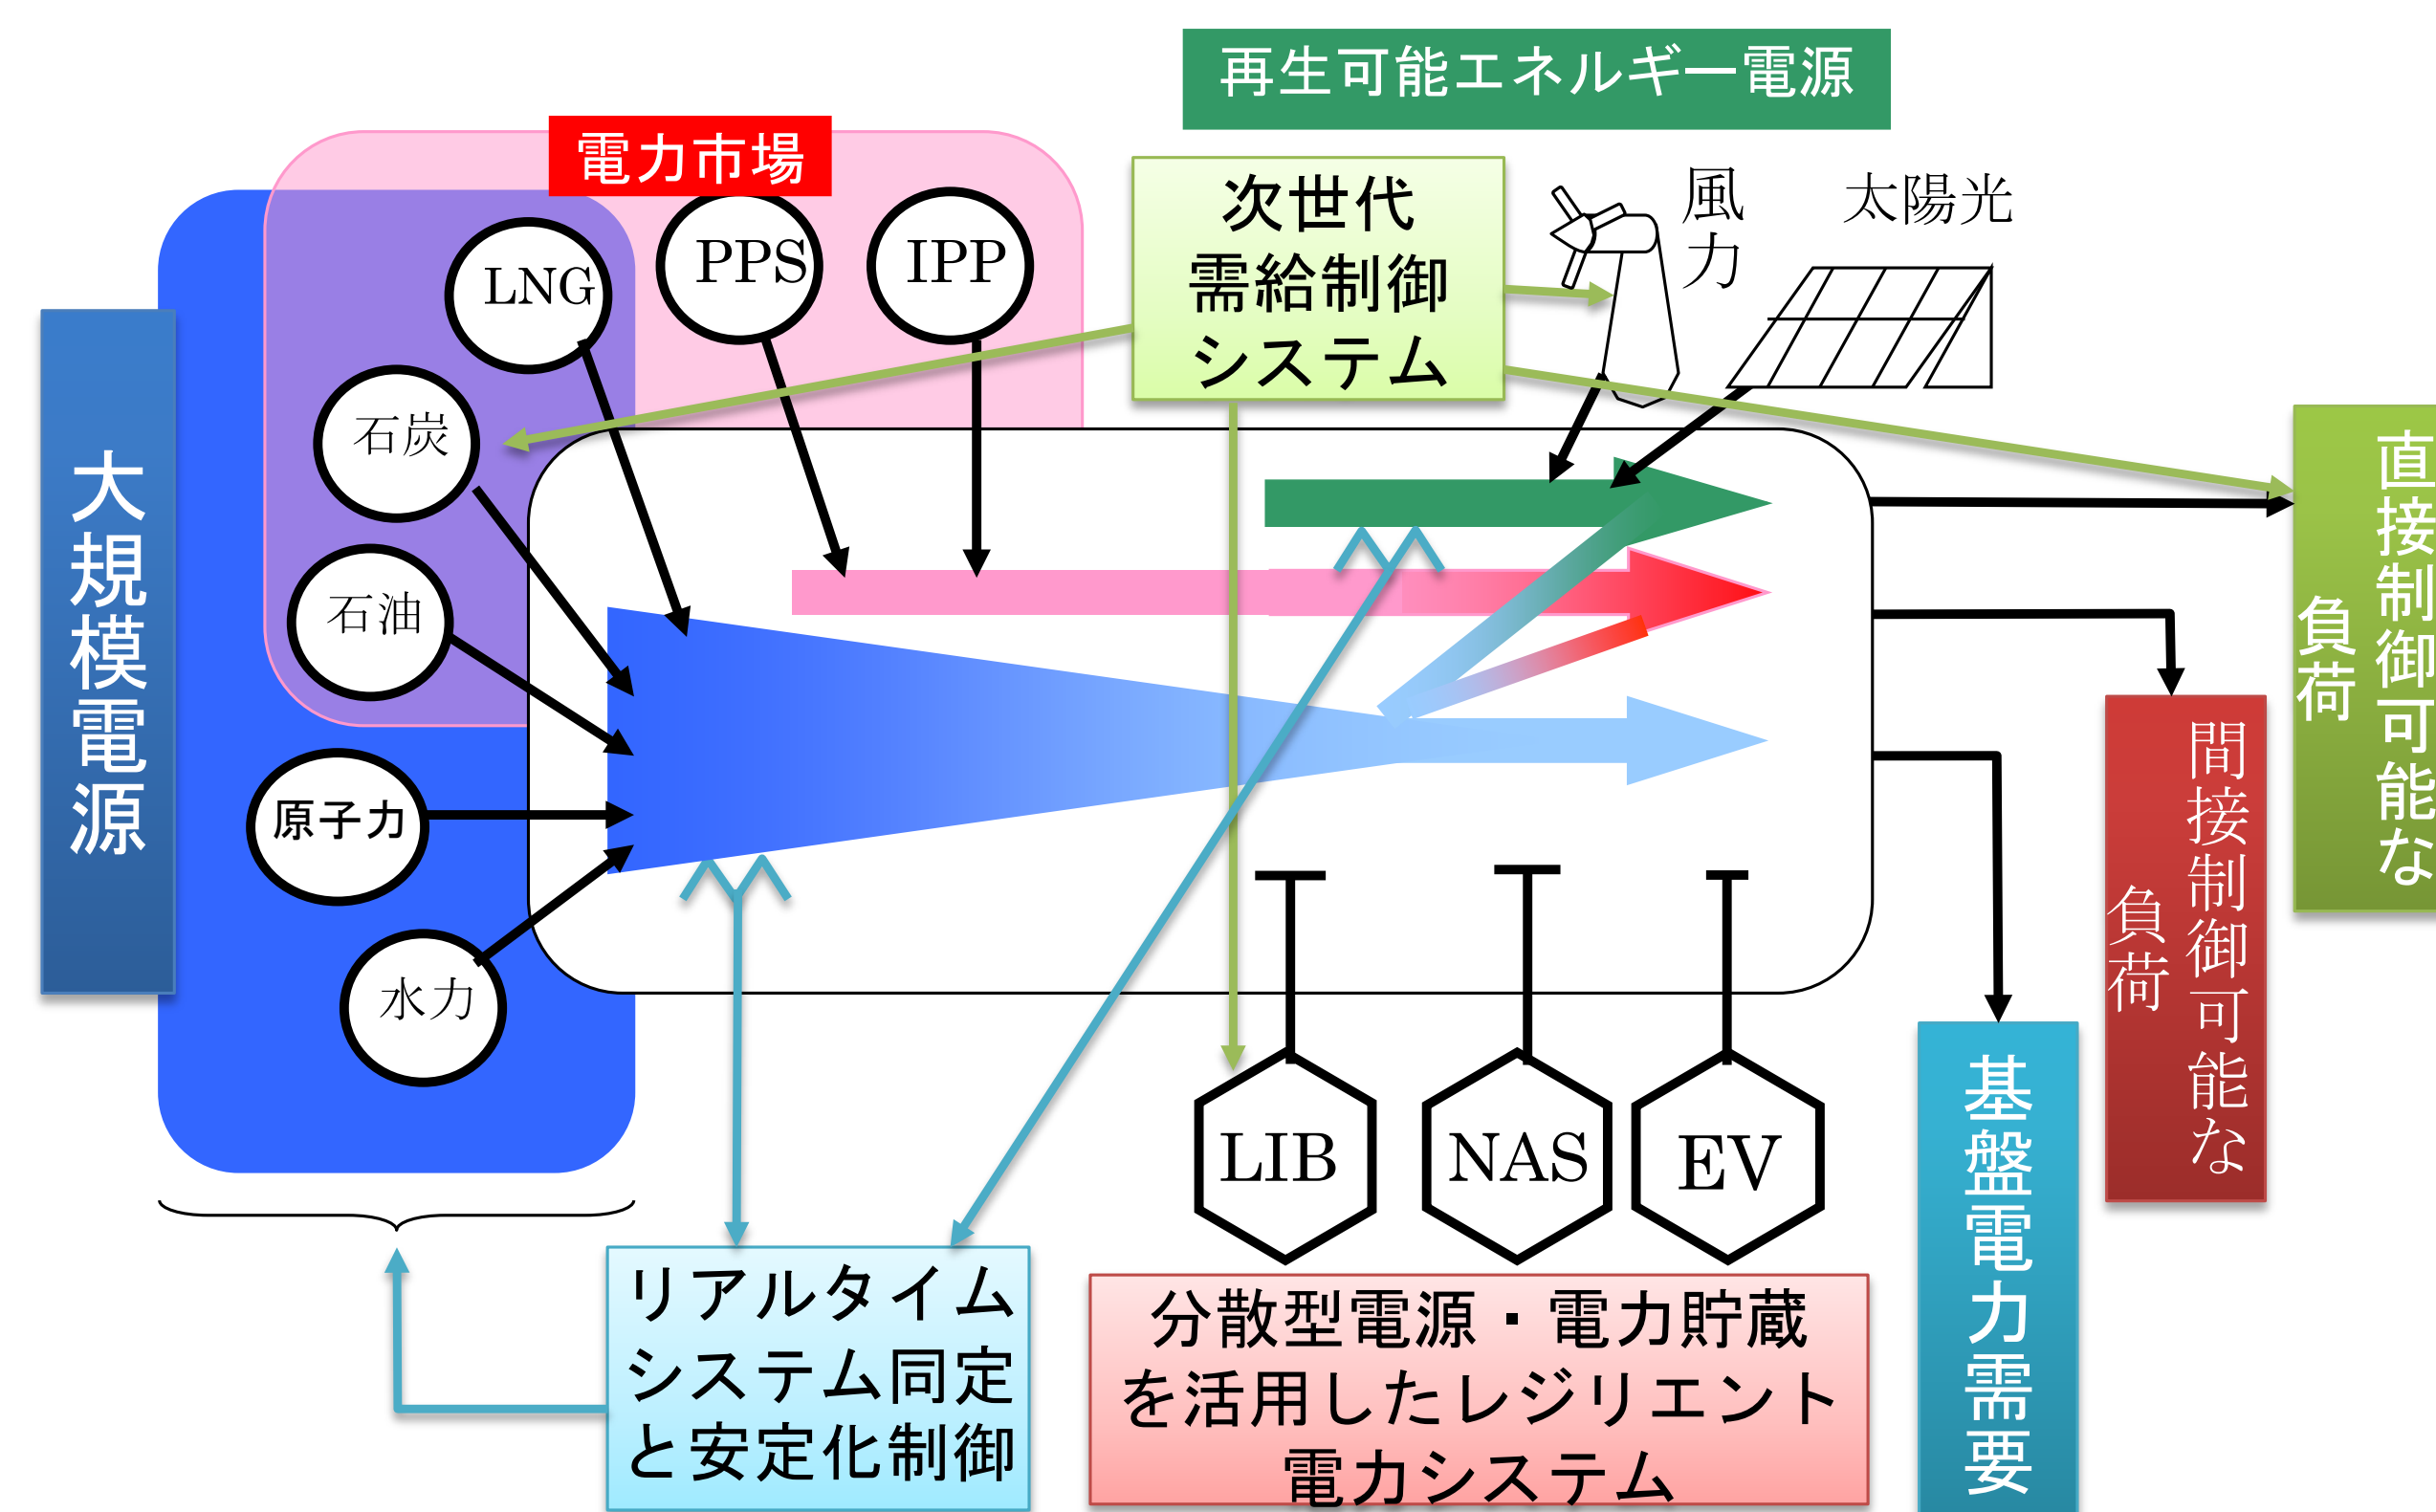 再生可能エネルギー電源
電力市場
次世代
需給制御
システム
風力
太陽光
LNG
PPS
IPP
石炭
石油
原子力
水力
大規模電源
直接制御可能な
負荷
間接制御可能な
負荷
基盤電力需要
LIB
NAS
EV
リアルタイム
システム同定
と安定化制御
分散型電源・電力貯蔵
を活用したレジリエント
電力システム